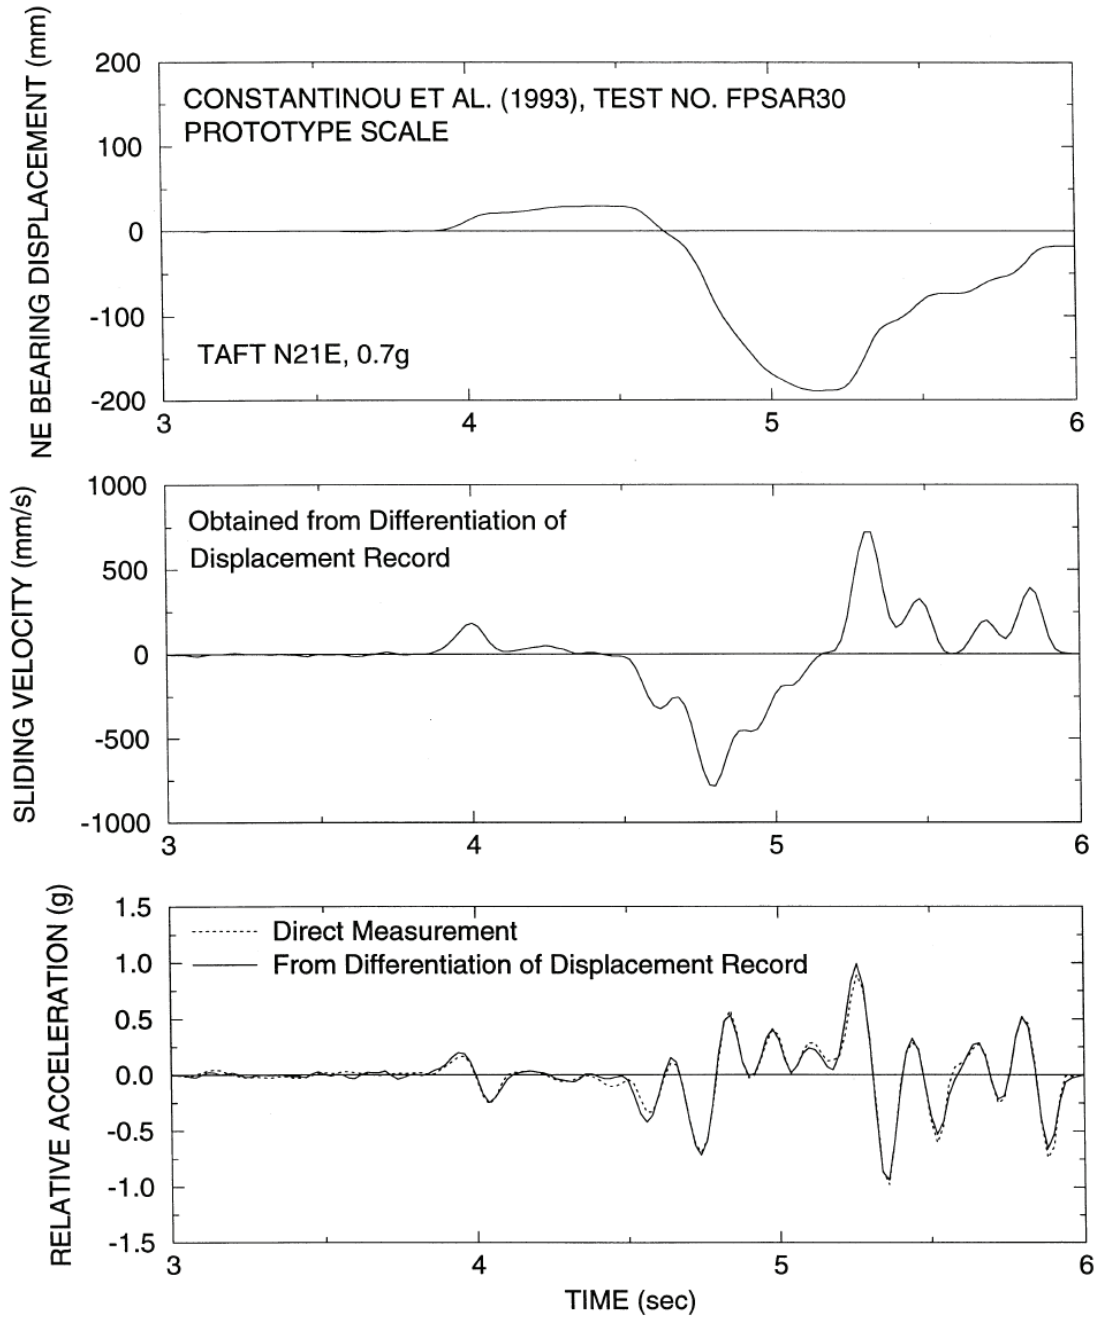 NE BEARING DISPLACEMENT (mm)
200
100
0
-100
-200
CONSTANTINOU ET AL. (1993), TEST NO. FPSAR30
PROTOTYPE SCALE
TAFT N21E, 0.7g
3 4 5 6
SLIDING VELOCITY (mm/s)
1000
500
0
-500
-1000
Obtained from Differentiation of
Displacement Record
3 4 5 6
RELATIVE ACCELERATION (g)
1.5
1.0
0.5
0.0
-0.5
-1.0
-1.5
Direct Measurement
From Differentiation of Displacement Record
3 4 5 6
TIME (sec)